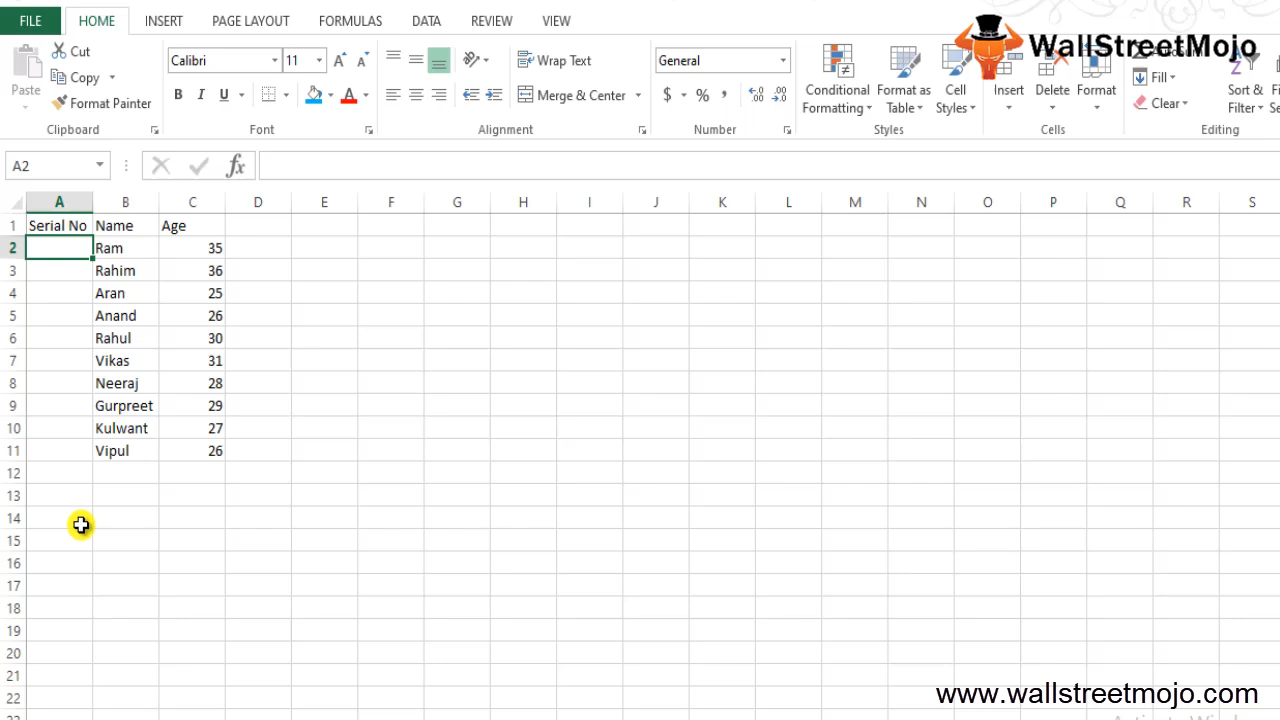 FILE HOME INSERT PAGE LAYOUT FORMULAS DATA REVIEW VIEW
WallStreetMojo
Paste
Cut
Copy
Format Painter
Clipboard
Calibri 11
B I U A
Font
Wrap Text
Merge & Center
Alignment
General
$ % ,
Number
Conditional Formatting
Format as Table
Cell Styles
Styles
Insert Delete Format
Cells
Fill
Clear
Sort & Filter
Editing
A2 fx
A B C D E F G H I J K L M N O P Q R S
1 Serial No Name Age
2 Ram 35
3 Rahim 36
4 Aran 25
5 Anand 26
6 Rahul 30
7 Vikas 31
8 Neeraj 28
9 Gurpreet 29
10 Kulwant 27
11 Vipul 26
12
13
14
15
16
17
18
19
20
21
22
www.wallstreetmojo.com